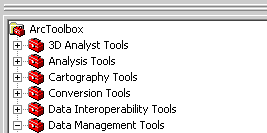 ArcToolbox
3D Analyst Tools
Analysis Tools
Cartography Tools
Conversion Tools
Data Interoperability Tools
Data Management Tools